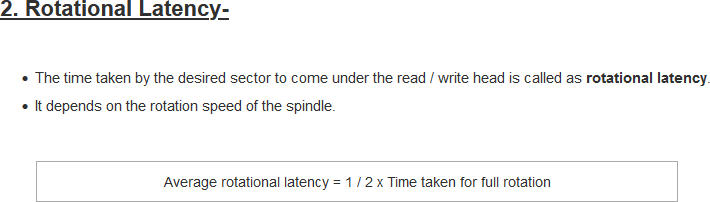 2. Rotational Latency-
• The time taken by the desired sector to come under the read / write head is called as rotational latency.
• It depends on the rotation speed of the spindle.
Average rotational latency = 1 / 2 x Time taken for full rotation